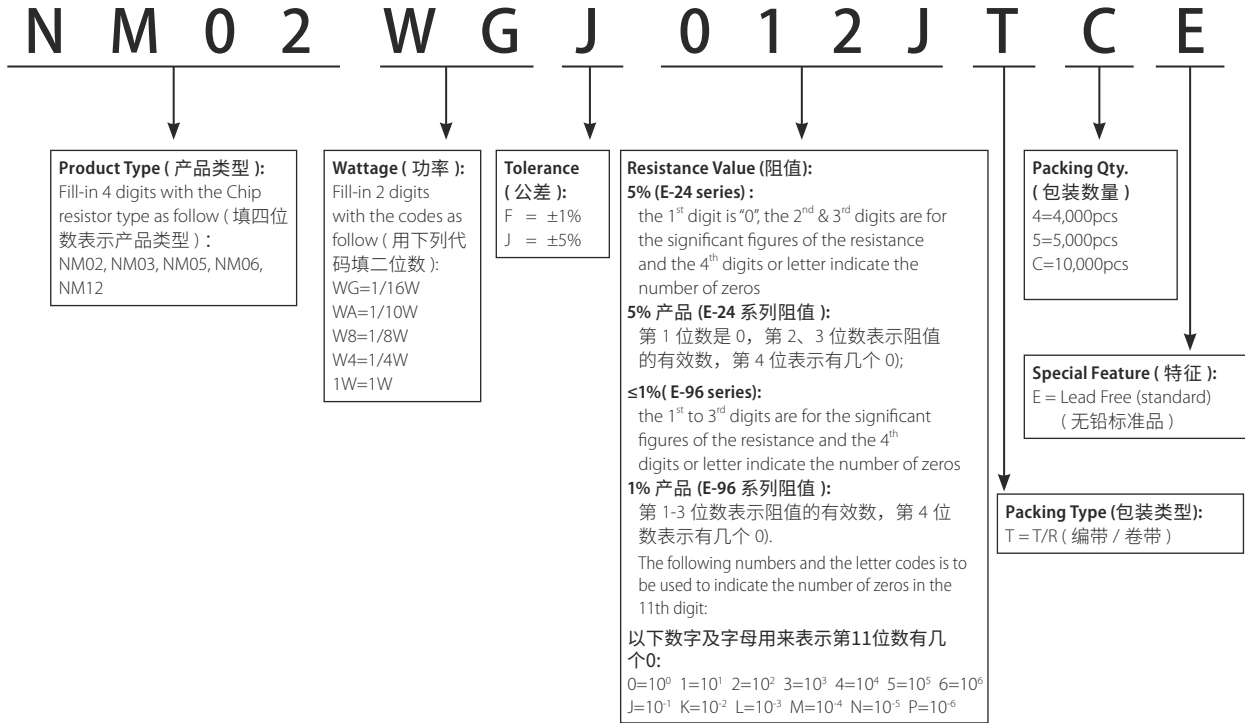 N M 0 2 W G J 0 1 2 J T C E
Product Type ( 产品类型 ):
Fill-in 4 digits with the Chip
resistor type as follow ( 填四位
数表示产品类型 ) :
NM02, NM03, NM05, NM06,
NM12
Wattage ( 功率 ):
Fill-in 2 digits
with the codes as
follow ( 用下列代
码填二位数 ):
WG=1/16W
WA=1/10W
W8=1/8W
W4=1/4W
1W=1W
Tolerance
( 公差 ):
F = ±1%
J = ±5%
Resistance Value (阻值):
5% (E-24 series) :
the 1st digit is “0”, the 2nd & 3rd digits are for
the significant figures of the resistance
and the 4th digits or letter indicate the
number of zeros
5% 产品 (E-24 系列阻值 ):
第 1 位数是 0，第 2、3 位数表示阻值
的有效数，第 4 位表示有几个 0);
≤1%( E-96 series):
the 1st to 3rd digits are for the significant
figures of the resistance and the 4th
digits or letter indicate the number of zeros
1% 产品 (E-96 系列阻值 ):
第 1-3 位数表示阻值的有效数，第 4 位
数表示有几个 0).
The following numbers and the letter codes is to
be used to indicate the number of zeros in the
11th digit:
以下数字及字母用来表示第11位数有几
个0:
0=10⁰ 1=10¹ 2=10² 3=10³ 4=10⁴ 5=10⁵ 6=10⁶
J=10⁻¹ K=10⁻² L=10⁻³ M=10⁻⁴ N=10⁻⁵ P=10⁻⁶
Packing Qty.
( 包装数量 )
4=4,000pcs
5=5,000pcs
C=10,000pcs
Special Feature ( 特征 ):
E = Lead Free (standard)
( 无铅标准品 )
Packing Type (包装类型):
T = T/R ( 编带 / 卷带 )